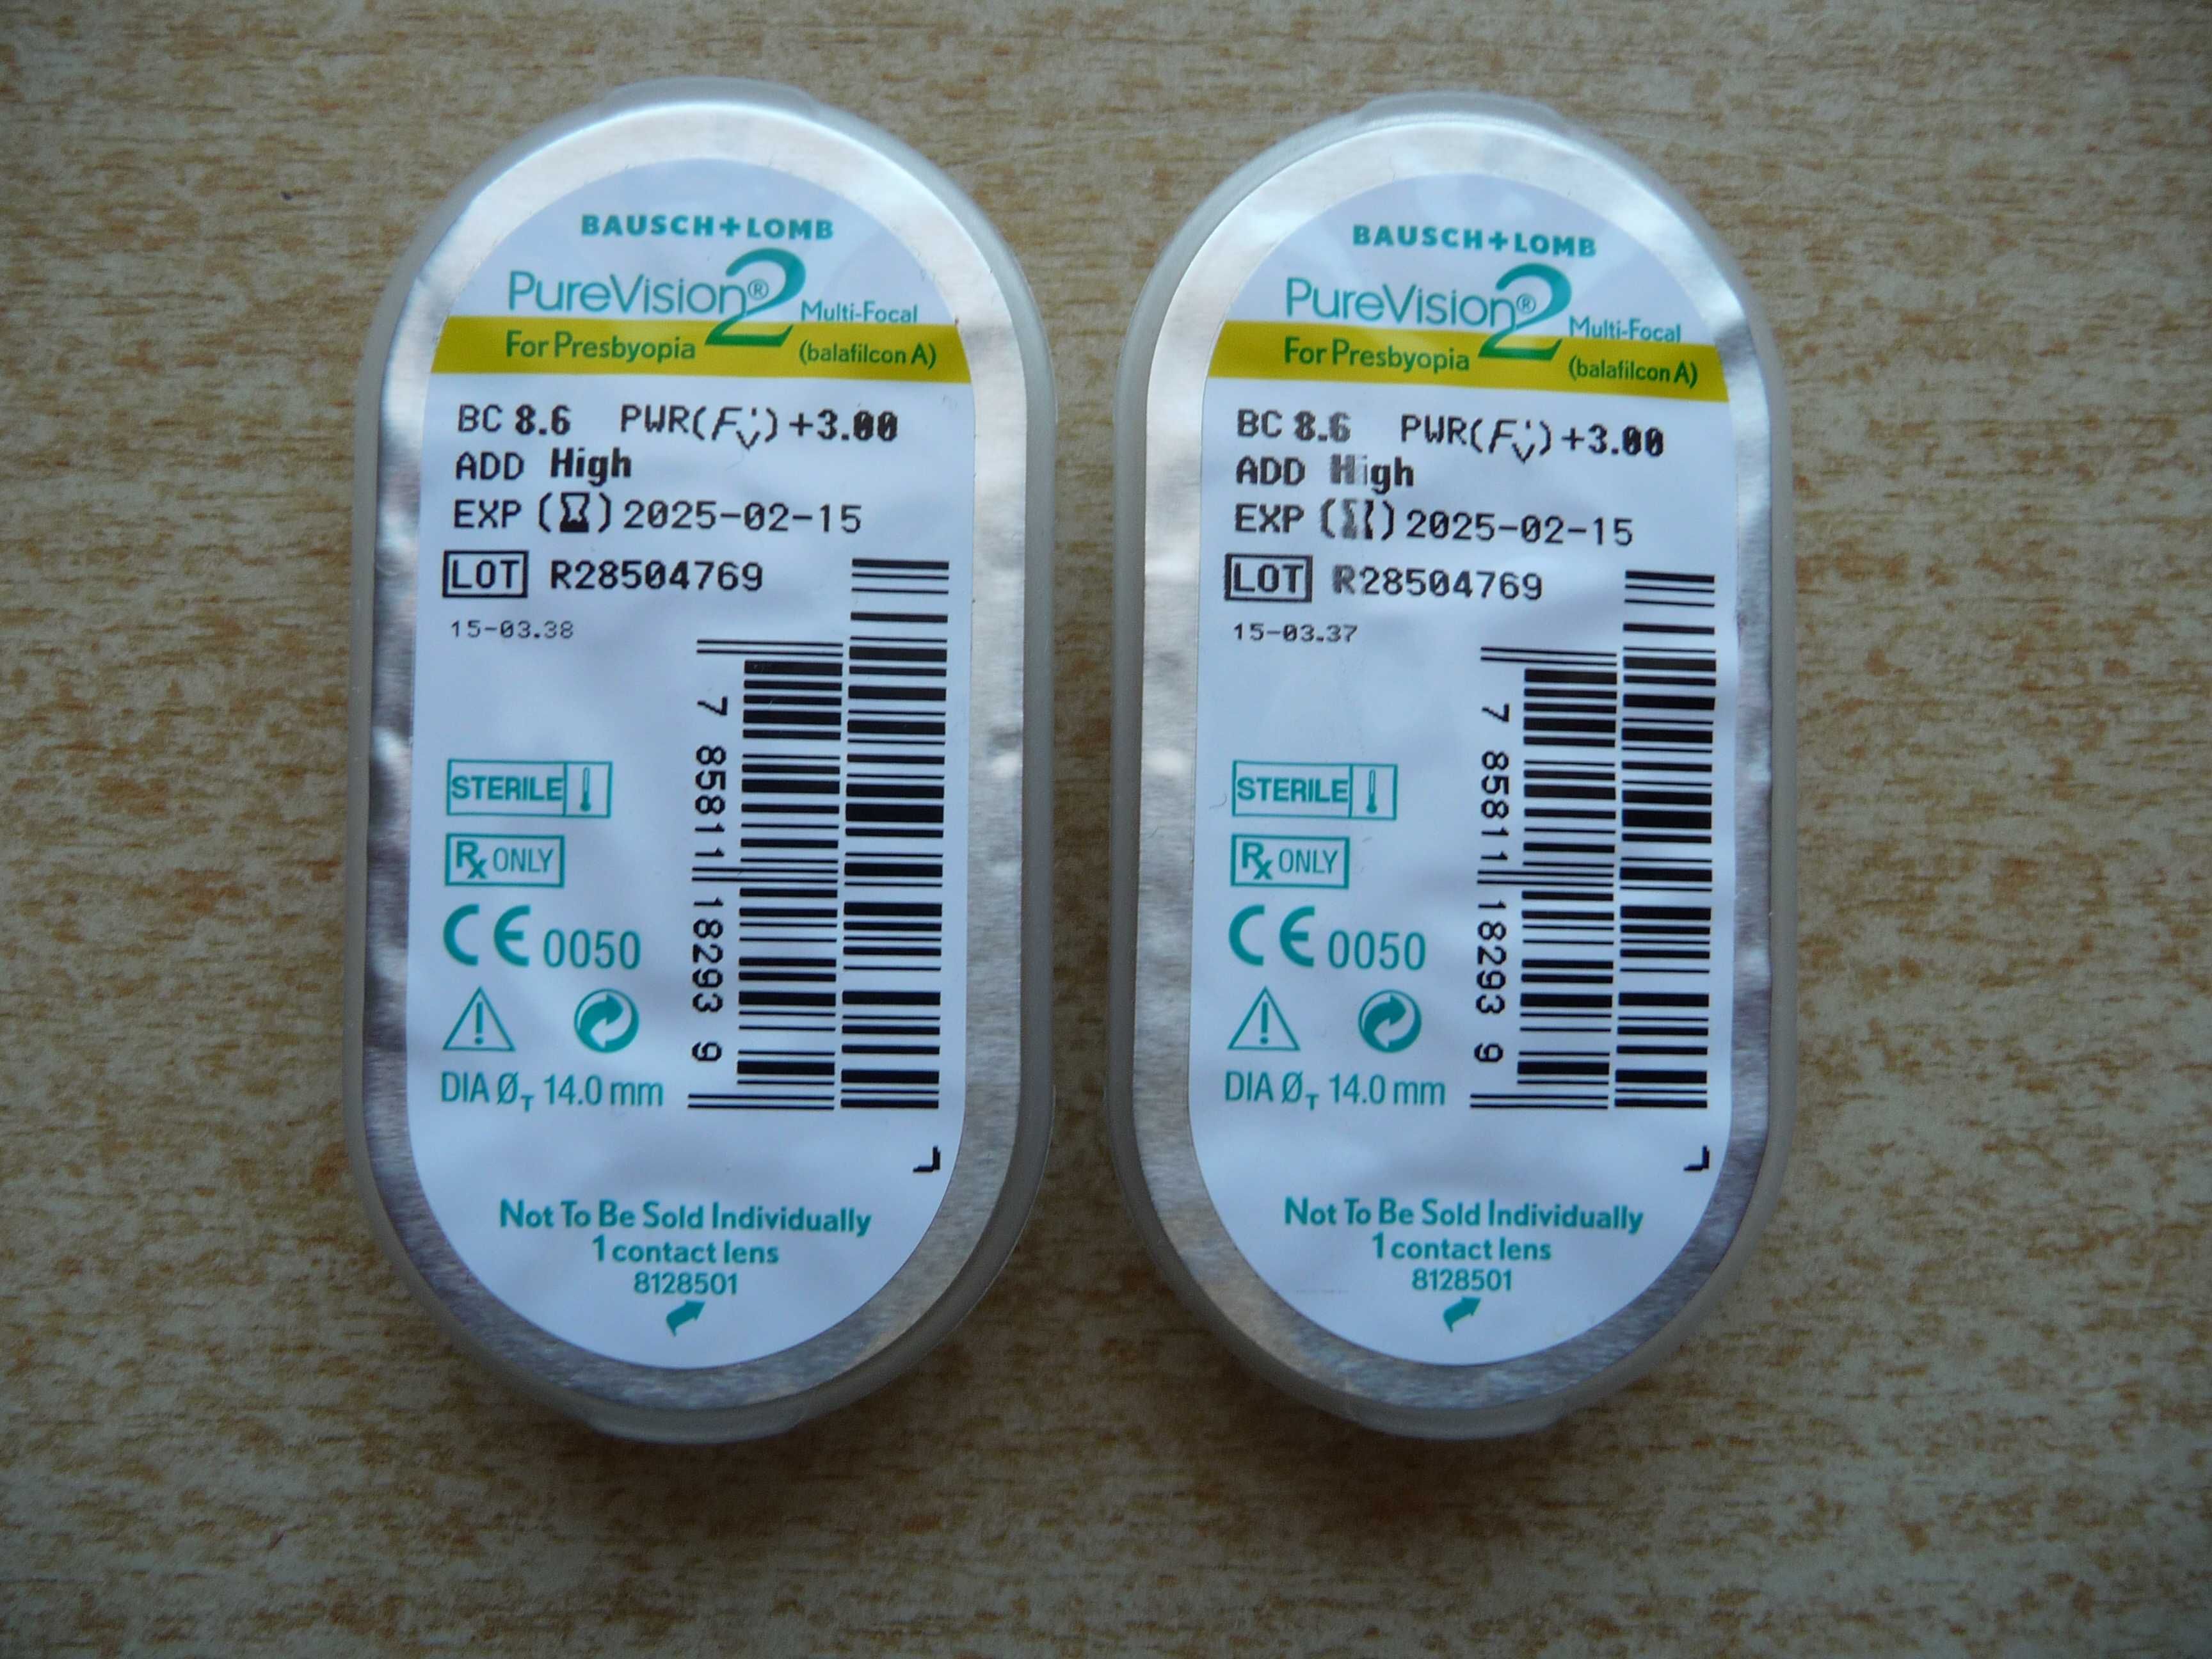 BAUSCH+LOMB
PureVision®2 Multi-Focal
For Presbyopia (balafilcon A)
BC 8.6 PWR(F'v)+3.00
ADD High
EXP 2025-02-15
LOT R28504769
15-03.38
7 85811 18293 9
STERILE
Rx ONLY
CE 0050
DIA ØT 14.0 mm
L
Not To Be Sold Individually
1 contact lens
8128501
BAUSCH+LOMB
PureVision®2 Multi-Focal
For Presbyopia (balafilcon A)
BC 8.6 PWR(F'v)+3.00
ADD High
EXP 2025-02-15
LOT R28504769
15-03.37
7 85811 18293 9
STERILE
Rx ONLY
CE 0050
DIA ØT 14.0 mm
L
Not To Be Sold Individually
1 contact lens
8128501